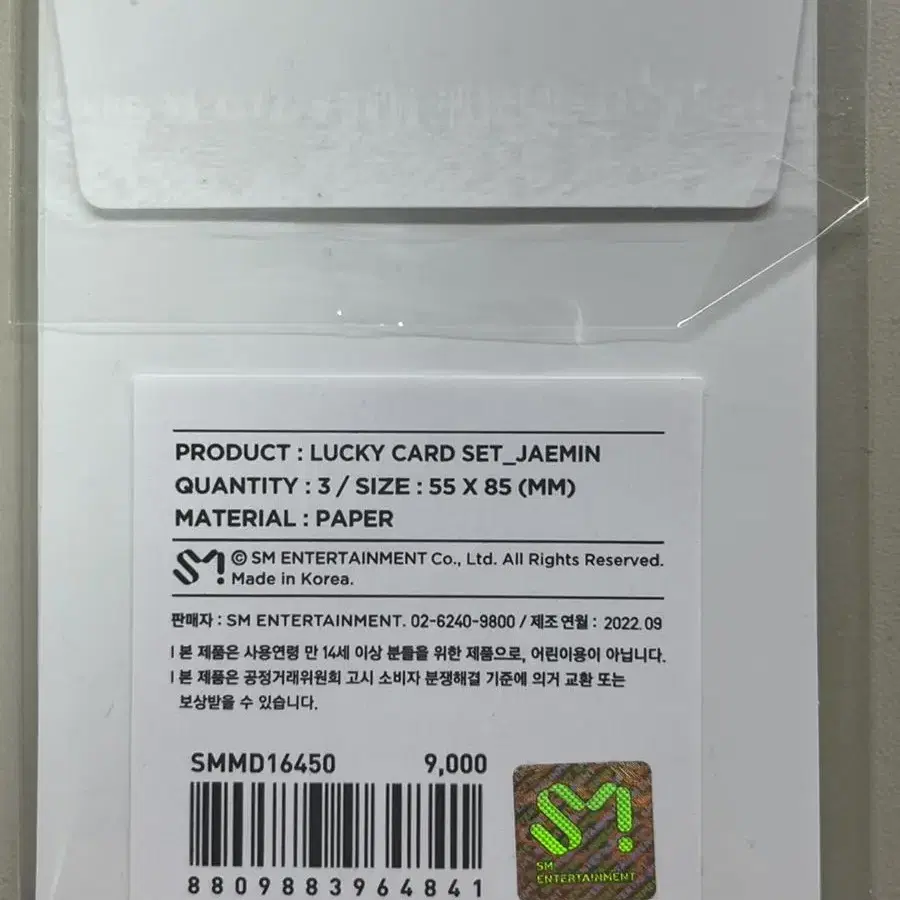 PRODUCT : LUCKY CARD SET_JAEMIN
QUANTITY : 3 / SIZE : 55 X 85 (MM)
MATERIAL : PAPER
SM! © SM ENTERTAINMENT Co., Ltd. All Rights Reserved.
Made in Korea.
판매자 : SM ENTERTAINMENT. 02-6240-9800 / 제조연월 : 2022.09
l 본 제품은 사용연령 만 14세 이상 분들을 위한 제품으로, 어린이용이 아닙니다.
l 본 제품은 공정거래위원회 고시 소비자 분쟁해결 기준에 의거 교환 또는
보상받을 수 있습니다.
SMMD16450 9,000
8809883964841
SM!
SM
ENTERTAINMENT